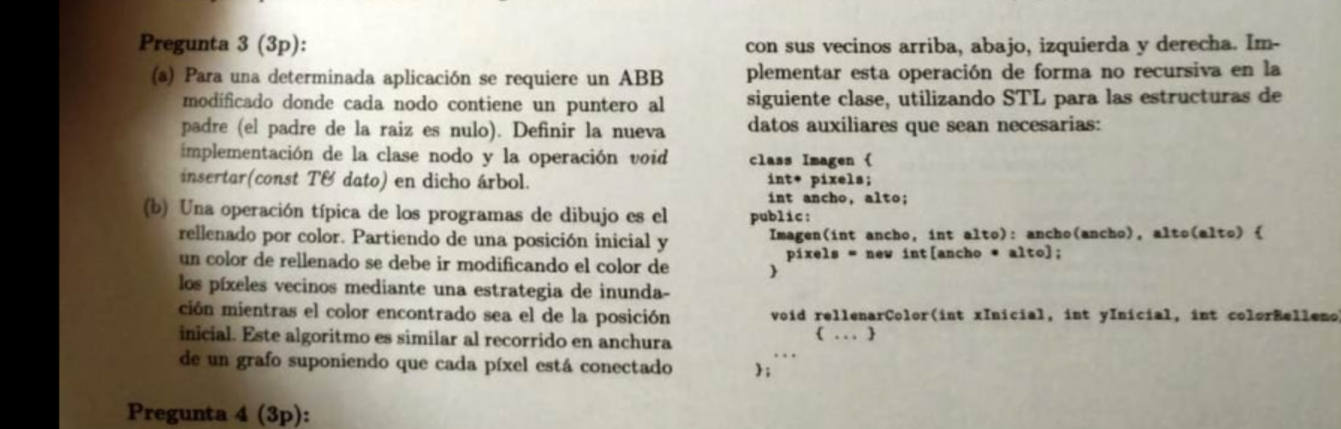 Pregunta 3 (3p):
(a) Para una determinada aplicación se requiere un ABB
modificado donde cada nodo contiene un puntero al
padre (el padre de la raiz es nulo). Definir la nueva
implementación de la clase nodo y la operación void
insertar(const T& dato) en dicho árbol.
(b) Una operación típica de los programas de dibujo es el
rellenado por color. Partiendo de una posición inicial y
un color de rellenado se debe ir modificando el color de
los píxeles vecinos mediante una estrategia de inunda-
ción mientras el color encontrado sea el de la posición
inicial. Este algoritmo es similar al recorrido en anchura
de un grafo suponiendo que cada píxel está conectado
Pregunta 4 (3p):
con sus vecinos arriba, abajo, izquierda y derecha. Im-
plementar esta operación de forma no recursiva en la
siguiente clase, utilizando STL para las estructuras de
datos auxiliares que sean necesarias:
class Imagen {
int* pixels;
int ancho, alto;
public:
Imagen(int ancho, int alto): ancho(ancho), alto(alto) {
pixels = new int[ancho * alto];
}
void rellenarColor(int xInicial, int yInicial, int colorRelleno)
{ ... }
...
};